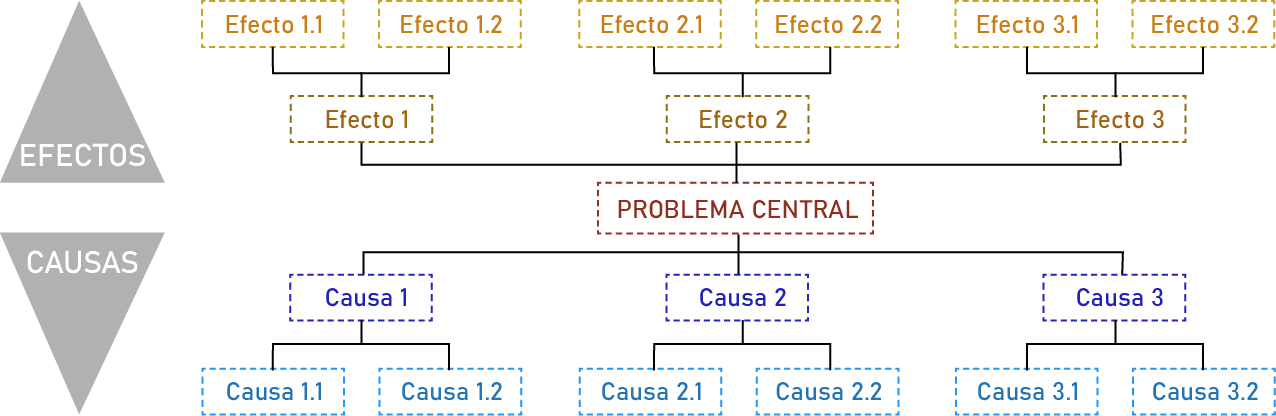 Efecto 1.1
Efecto 1.2
Efecto 2.1
Efecto 2.2
Efecto 3.1
Efecto 3.2
Efecto 1
Efecto 2
Efecto 3
EFECTOS
PROBLEMA CENTRAL
CAUSAS
Causa 1
Causa 2
Causa 3
Causa 1.1
Causa 1.2
Causa 2.1
Causa 2.2
Causa 3.1
Causa 3.2